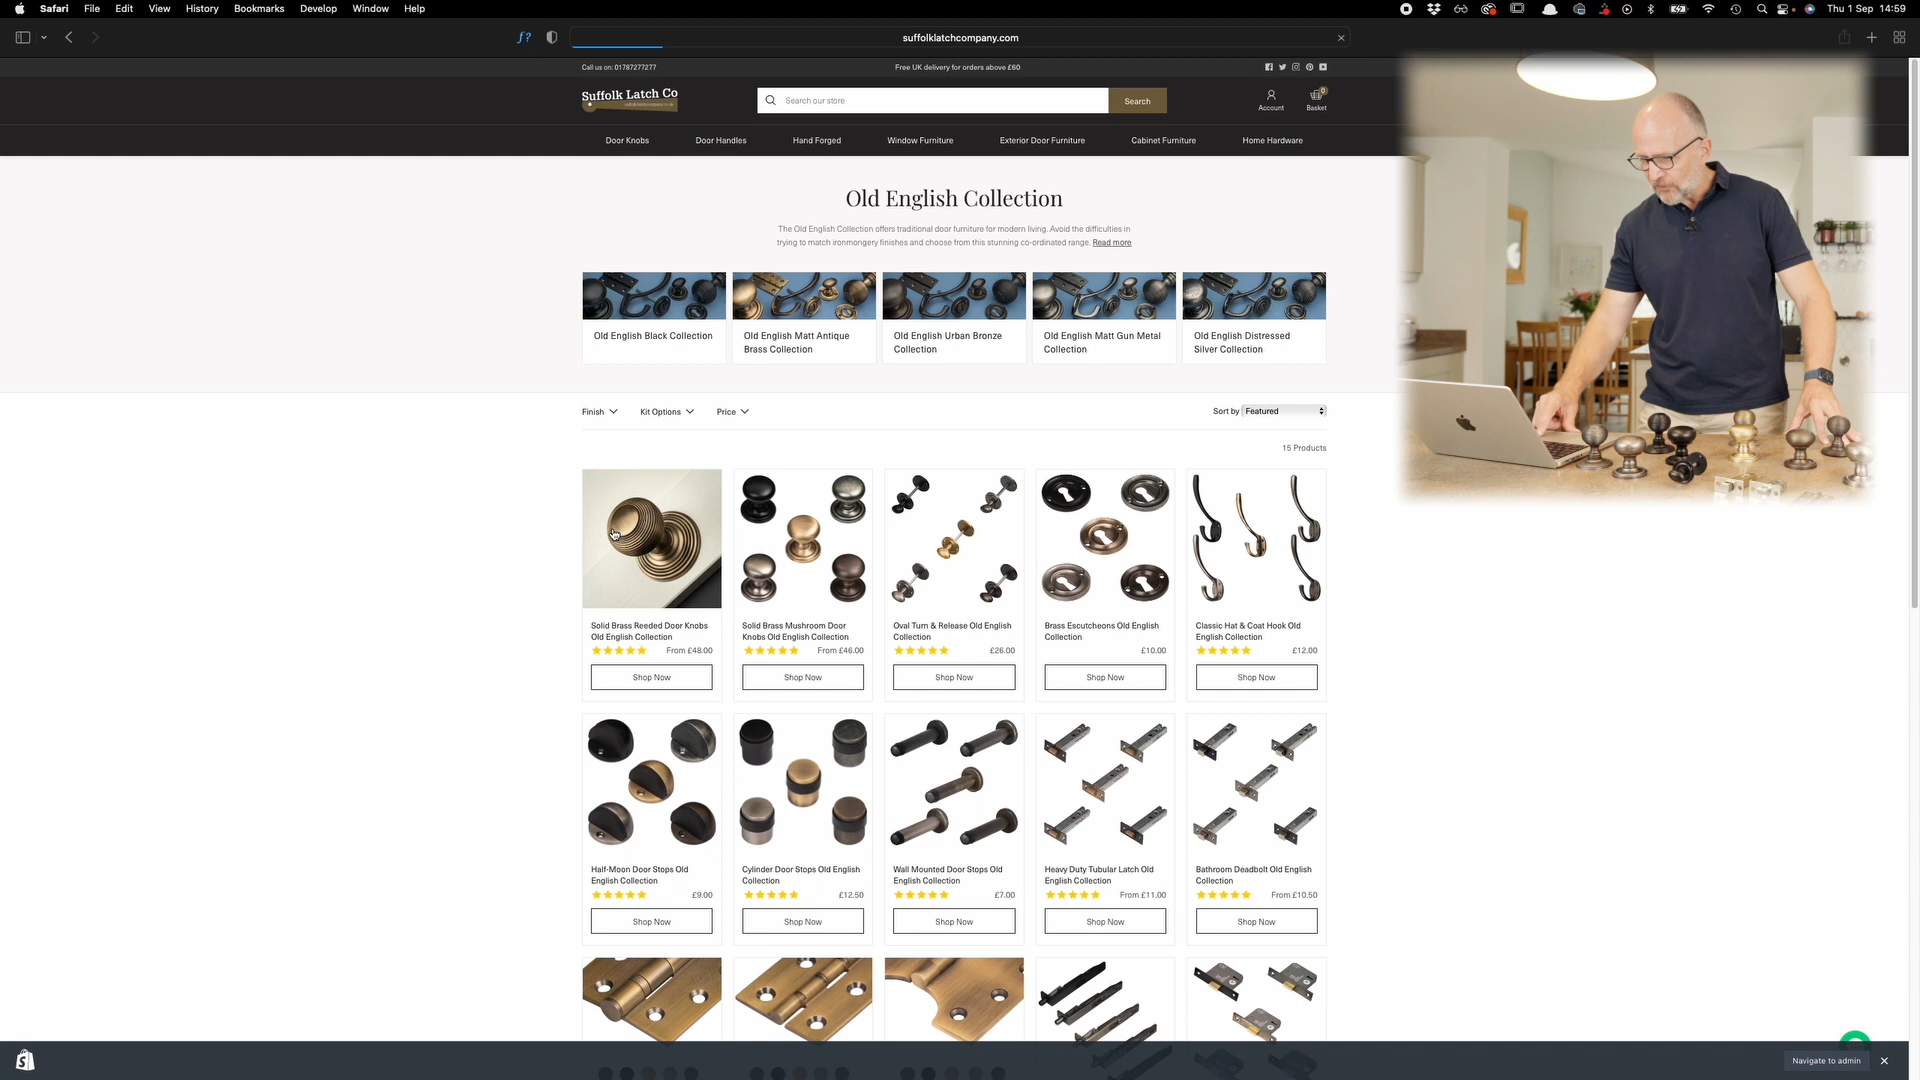 Safari File Edit View History Bookmarks Develop Window Help
Thu 1 Sep 14:59
suffolklatchcompany.com
Call us on: 01787277277
Free UK delivery for orders above £60
Suffolk Latch Co
Search our store
Search
Account
0
Basket
Door Knobs Door Handles Hand Forged Window Furniture Exterior Door Furniture Cabinet Furniture Home Hardware
Old English Collection
The Old English Collection offers traditional door furniture for modern living. Avoid the difficulties in
trying to match ironmongery finishes and choose from this stunning co-ordinated range. Read more
Old English Black Collection
Old English Matt Antique
Brass Collection
Old English Urban Bronze
Collection
Old English Matt Gun Metal
Collection
Old English Distressed
Silver Collection
Finish Kit Options Price
Sort by Featured
15 Products
Solid Brass Reeded Door Knobs
Old English Collection
From £48.00
Shop Now
Solid Brass Mushroom Door
Knobs Old English Collection
From £46.00
Shop Now
Oval Turn & Release Old English
Collection
£26.00
Shop Now
Brass Escutcheons Old English
Collection
£10.00
Shop Now
Classic Hat & Coat Hook Old
English Collection
£12.00
Shop Now
Half-Moon Door Stops Old
English Collection
£9.00
Shop Now
Cylinder Door Stops Old English
Collection
£12.50
Shop Now
Wall Mounted Door Stops Old
English Collection
£7.00
Shop Now
Heavy Duty Tubular Latch Old
English Collection
From £11.00
Shop Now
Bathroom Deadbolt Old English
Collection
From £10.50
Shop Now
Navigate to admin